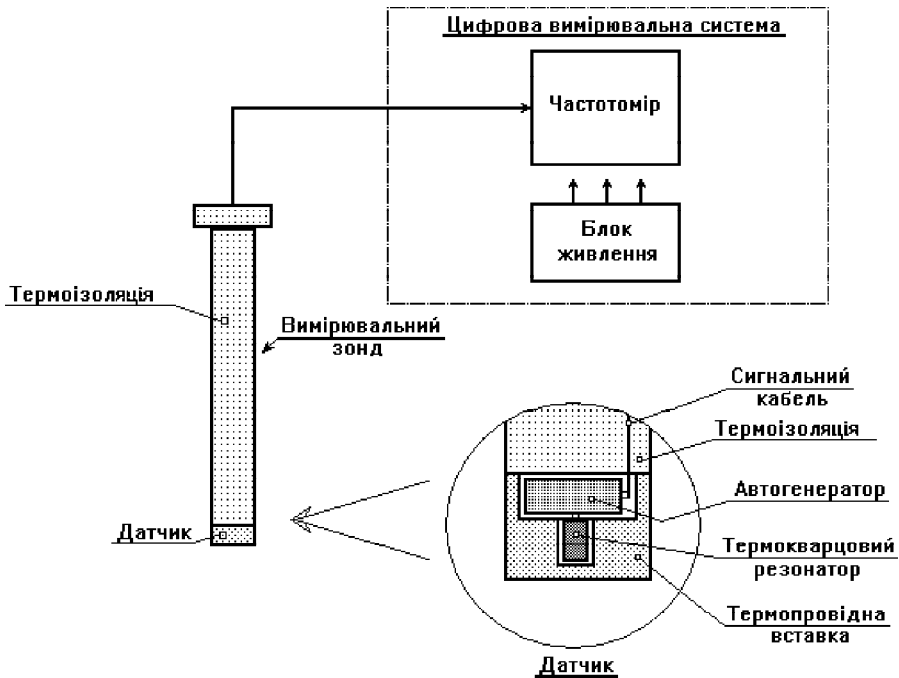 Цифрова вимірювальна система
Частотомір
Блок
живлення
Термоізоляція
Вимірювальний
зонд
Датчик
Сигнальний
кабель
Термоізоляція
Автогенератор
Термокварцовий
резонатор
Термопровідна
вставка
Датчик